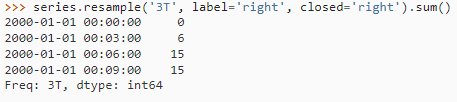 >>> series.resample('3T', label='right', closed='right').sum()
2000-01-01 00:00:00     0
2000-01-01 00:03:00     6
2000-01-01 00:06:00    15
2000-01-01 00:09:00    15
Freq: 3T, dtype: int64